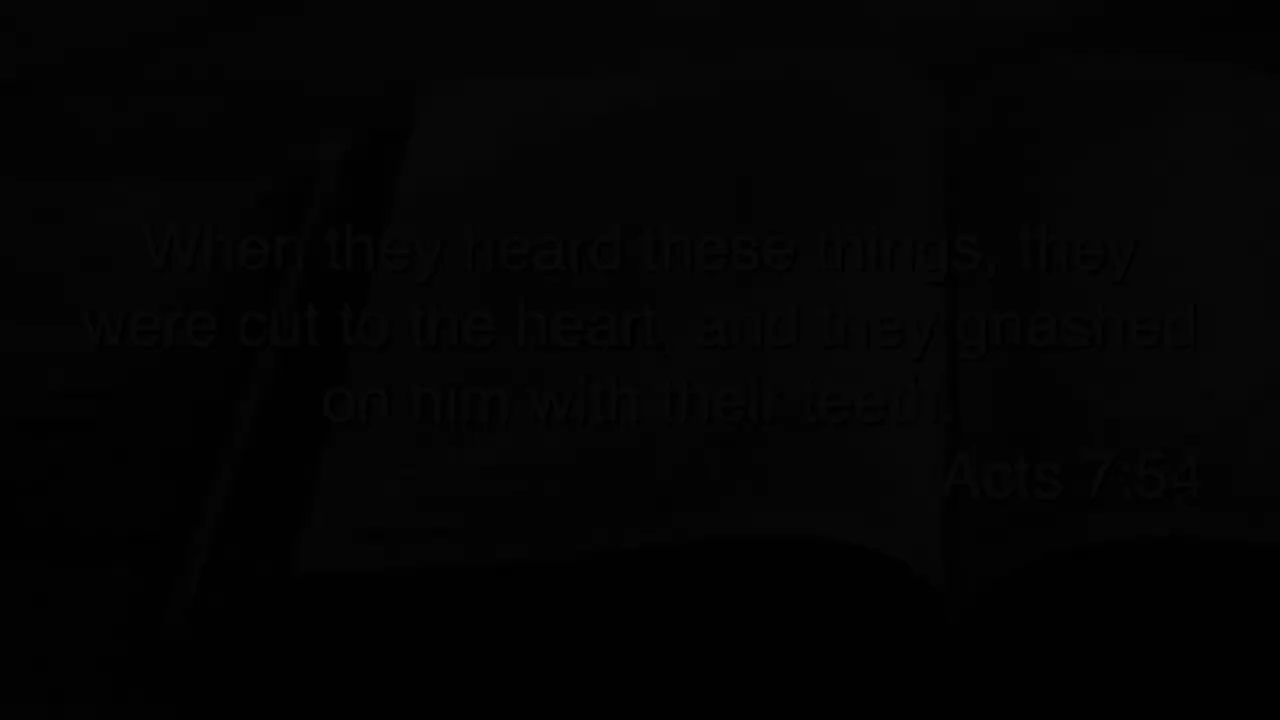 When they heard these things, they
were cut to the heart, and they gnashed
on him with their teeth.
Acts 7:54